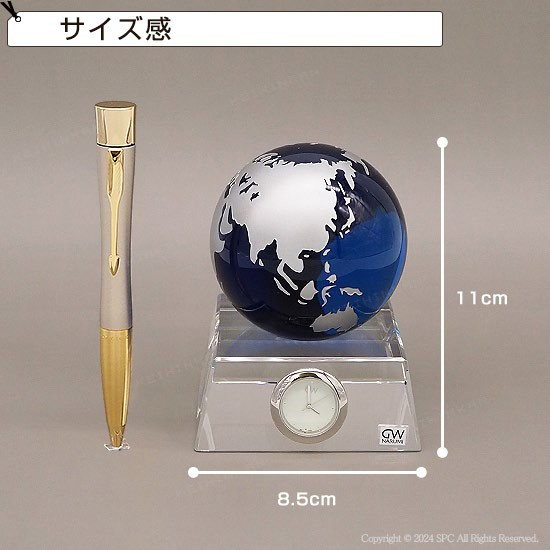 サイズ感
11cm
GW
NARUMI
8.5cm
Copyright © 2024 SPC All Rights Reserved.